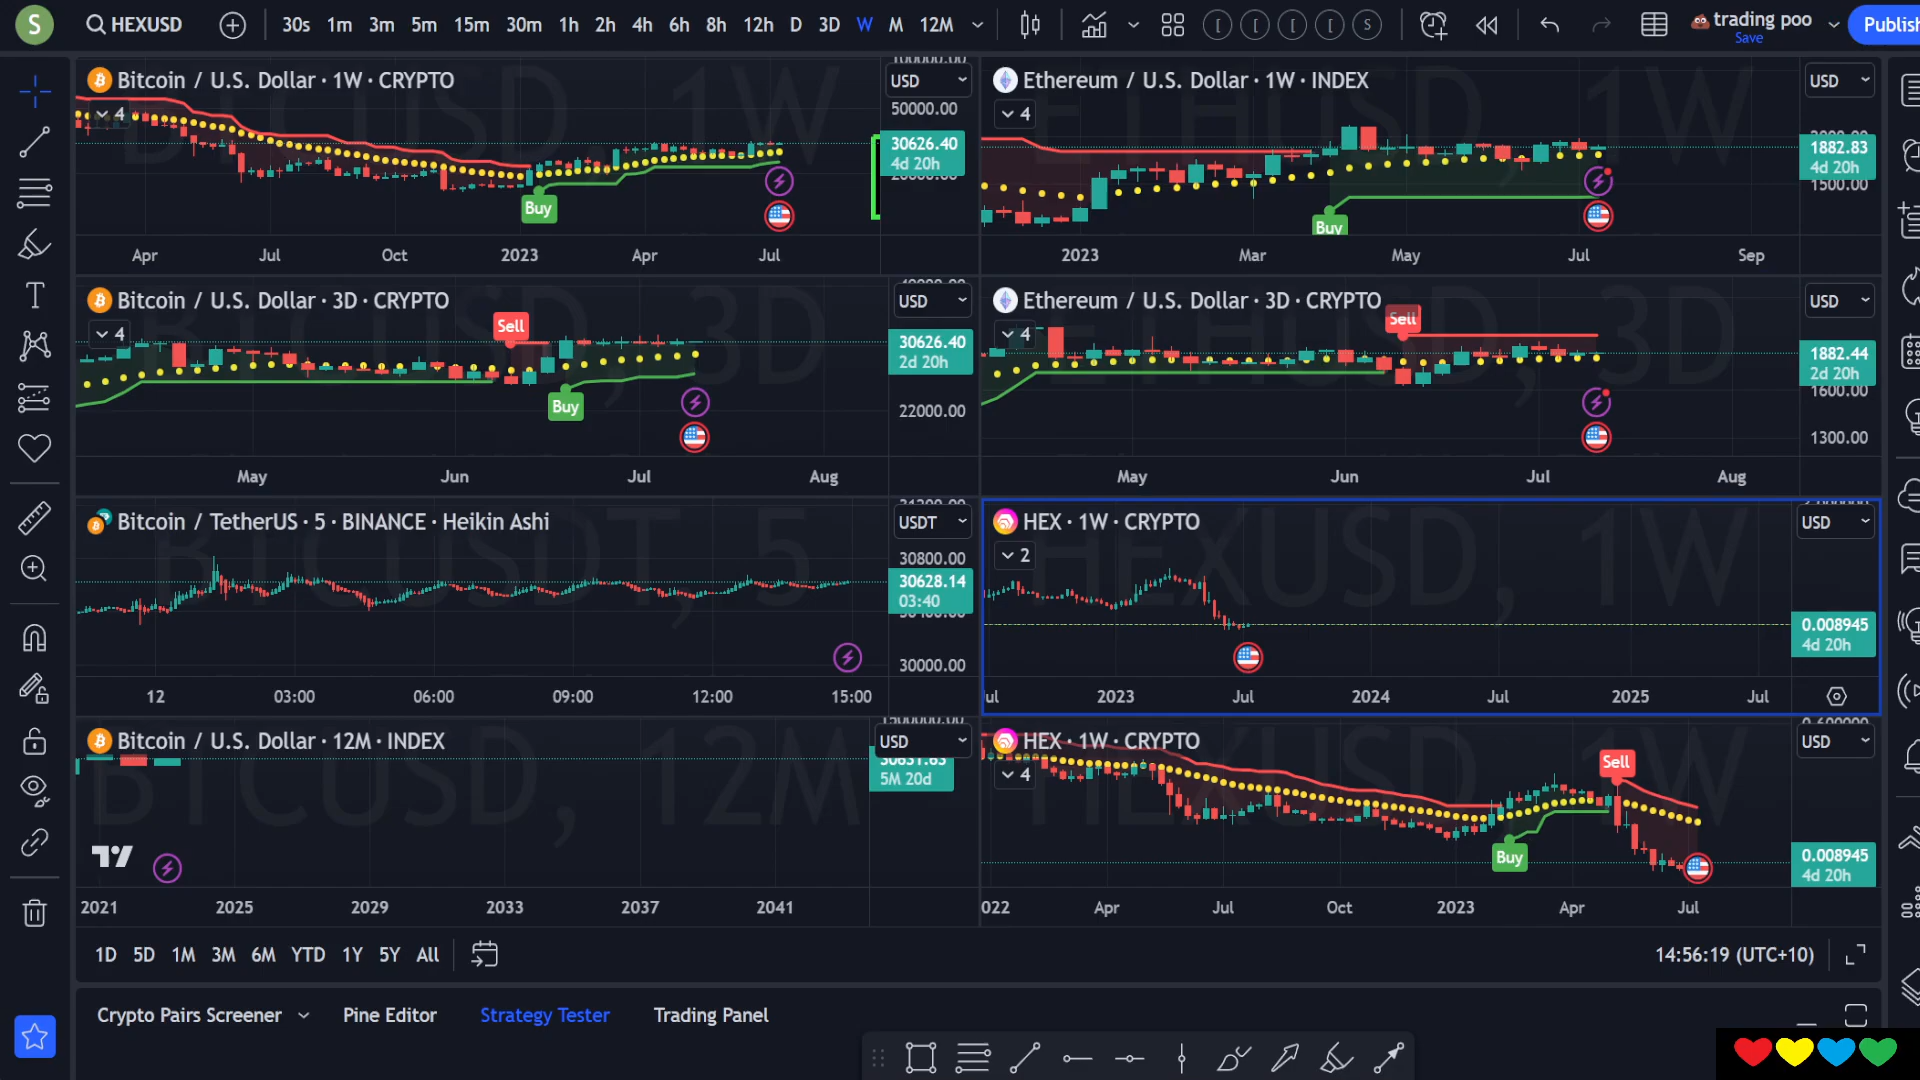 S HEXUSD 30s 1m 3m 5m 15m 30m 1h 2h 4h 6h 8h 12h D 3D W M 12M [ [ [ [ S trading poo Publish
Save
Bitcoin / U.S. Dollar · 1W · CRYPTO
USD
4
50000.00
30626.40
4d 20h
Buy
Apr Jul Oct 2023 Apr Jul
Ethereum / U.S. Dollar · 1W · INDEX
USD
4
1882.83
4d 20h
1500.00
Buy
2023 Mar May Jul Sep
Bitcoin / U.S. Dollar · 3D · CRYPTO
USD
4
Sell
30626.40
2d 20h
Buy
22000.00
May Jun Jul Aug
Ethereum / U.S. Dollar · 3D · CRYPTO
USD
4
Sell
1882.44
2d 20h
1600.00
1300.00
May Jun Jul Aug
Bitcoin / TetherUS · 5 · BINANCE · Heikin Ashi
USDT
30800.00
30628.14
03:40
30000.00
12 03:00 06:00 09:00 12:00 15:00
HEX · 1W · CRYPTO
USD
2
0.008945
4d 20h
ul 2023 Jul 2024 Jul 2025 Jul
Bitcoin / U.S. Dollar · 12M · INDEX
USD
30631.63
5M 20d
2021 2025 2029 2033 2037 2041
HEX · 1W · CRYPTO
USD
4
Sell
Buy
0.008945
4d 20h
022 Apr Jul Oct 2023 Apr Jul
1D 5D 1M 3M 6M YTD 1Y 5Y All
14:56:19 (UTC+10)
Crypto Pairs Screener Pine Editor Strategy Tester Trading Panel